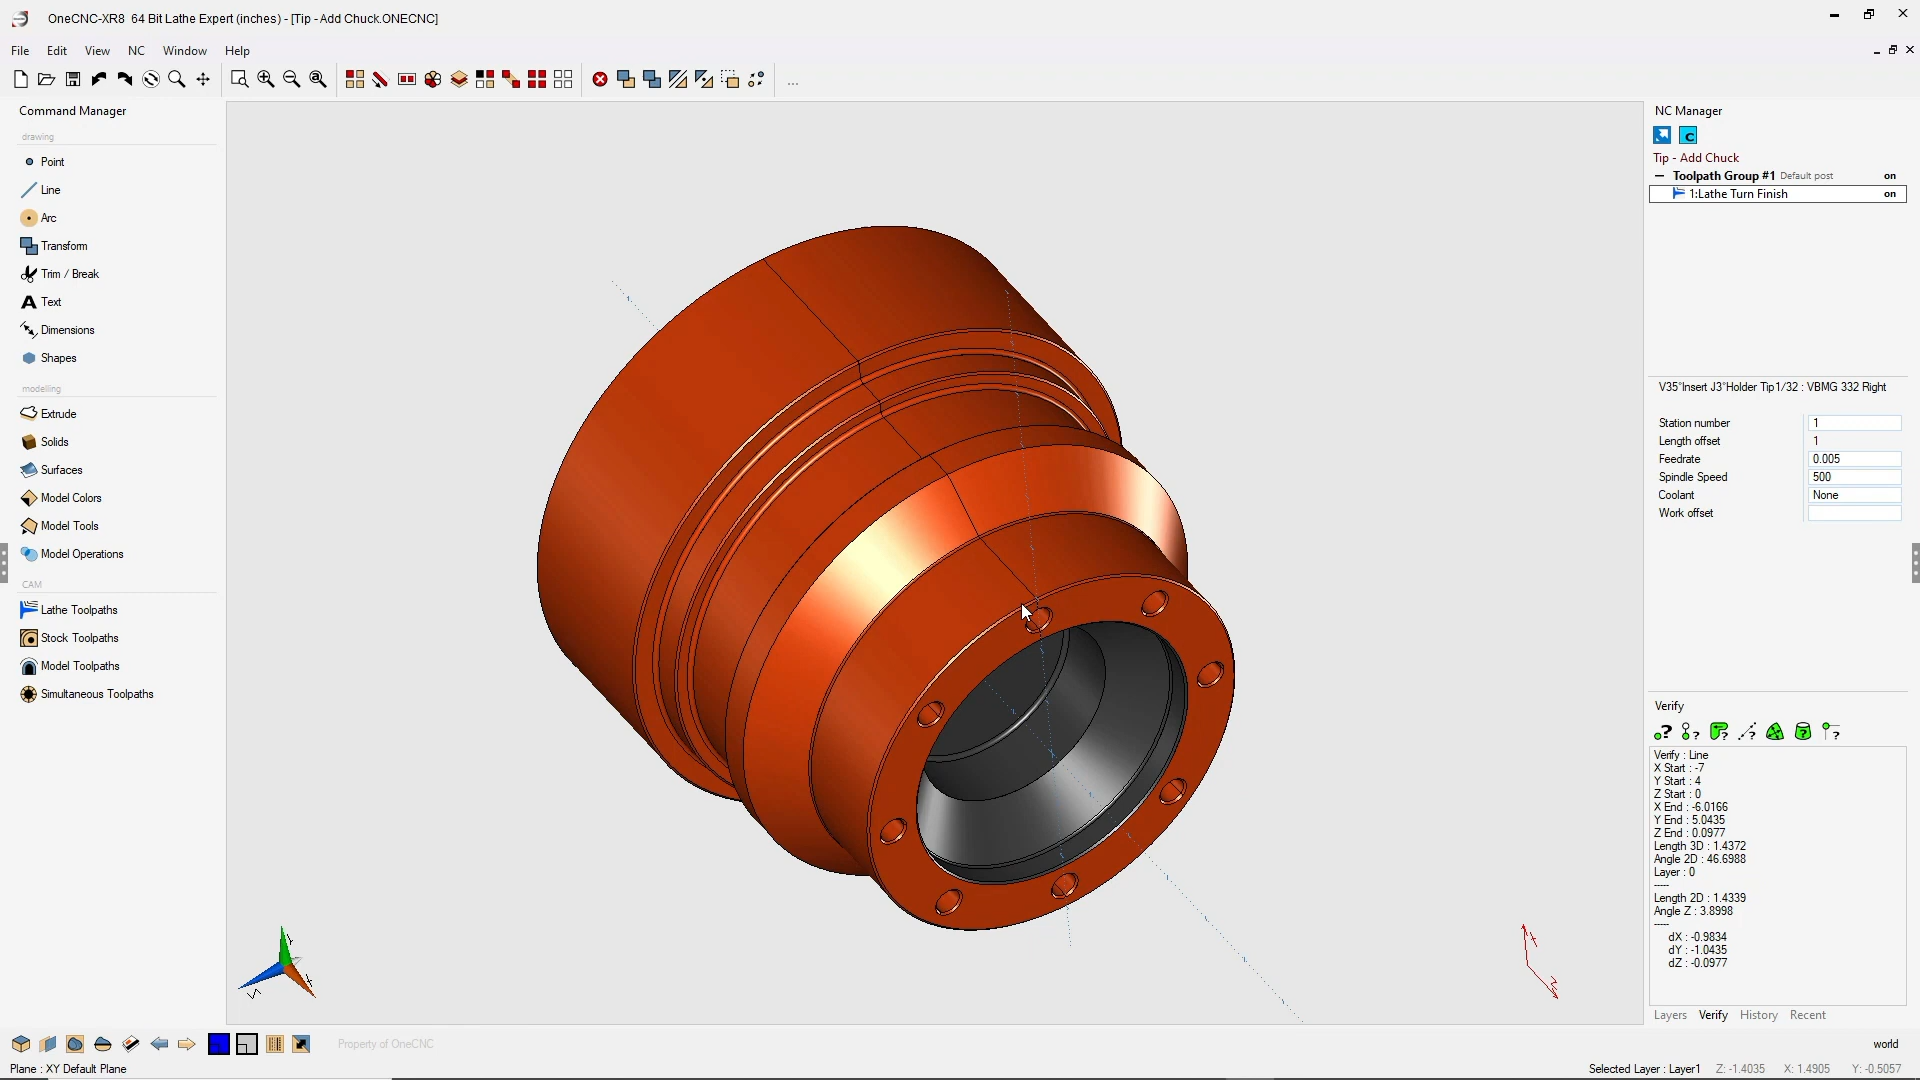 OneCNC-XR8 64 Bit Lathe Expert (inches) - [Tip - Add Chuck.ONECNC]
File Edit View NC Window Help
Command Manager
drawing
Point
Line
Arc
Transform
Trim / Break
Text
Dimensions
Shapes
modelling
Extrude
Solids
Surfaces
Model Colors
Model Tools
Model Operations
CAM
Lathe Toolpaths
Stock Toolpaths
Model Toolpaths
Simultaneous Toolpaths
NC Manager
Tip - Add Chuck
Toolpath Group #1 Default post on
1:Lathe Turn Finish on
V35°Insert J3°Holder Tip1/32 : VBMG 332 Right
Station number 1
Length offset 1
Feedrate 0.005
Spindle Speed 500
Coolant None
Work offset
Verify
Verify : Line
X Start : -7
Y Start : 4
Z Start : 0
X End : -6.0166
Y End : 5.0435
Z End : 0.0977
Length 3D : 1.4372
Angle 2D : 46.6988
Layer : 0
-----
Length 2D : 1.4339
Angle Z : 3.8998
-----
dX : -0.9834
dY : -1.0435
dZ : -0.0977
Layers Verify History Recent
Property of OneCNC
world
Plane : XY Default Plane
Selected Layer : Layer1 Z: -1.4035 X: 1.4905 Y: -0.5057